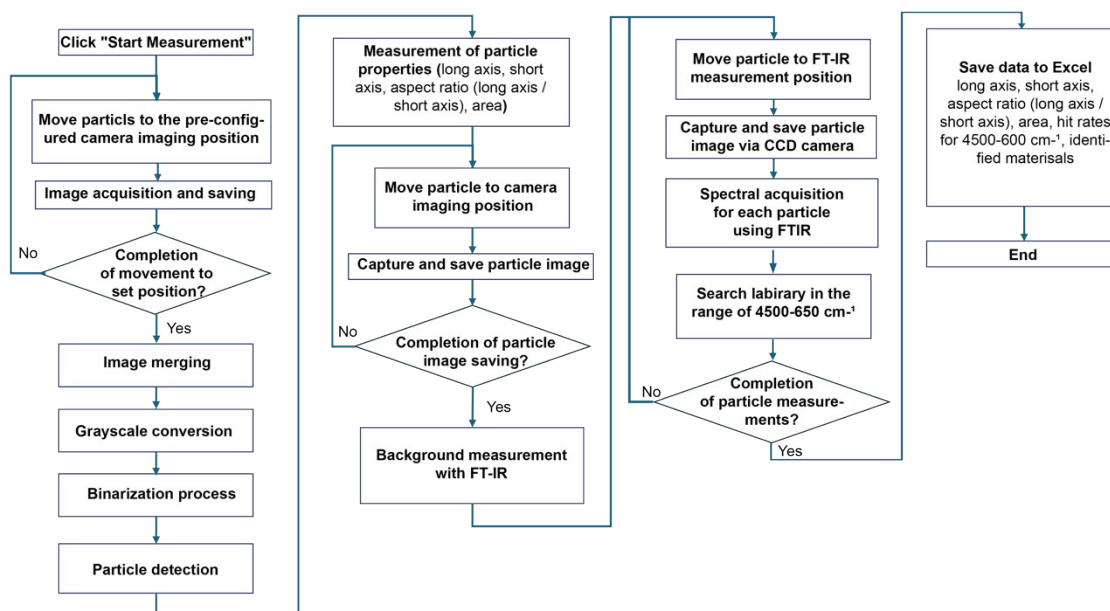 Click "Start Measurement"
Move particls to the pre-config-
ured camera imaging position
Image acquisition and saving
No
Completion
of movement to
set position?
Yes
Image merging
Grayscale conversion
Binarization process
Particle detection
Measurement of particle
properties (long axis, short
axis, aspect ratio (long axis /
short axis), area)
Move particle to camera
imaging position
Capture and save particle image
No
Completion of particle
image saving?
Yes
Background measurement
with FT-IR
Move particle to FT-IR
measurement position
Capture and save particle
image via CCD camera
Spectral acquisition
for each particle
using FTIR
Search labirary in the
range of 4500-650 cm-¹
No
Completion
of particle measure-
ments?
Yes
Save data to Excel
long axis, short axis,
aspect ratio (long axis /
short axis), area, hit rates
for 4500-600 cm-¹, identi-
fied materisals
End